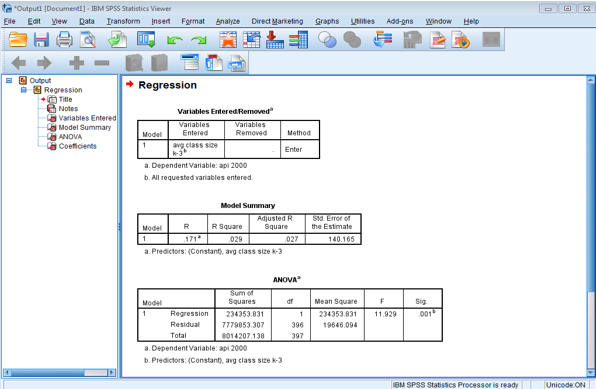 *Output1 [Document1] - IBM SPSS Statistics Viewer
File Edit View Data Transform Insert Format Analyze Direct Marketing Graphs Utilities Add-ons Window Help
Output
Regression
Title
Notes
Variables Entered
Model Summary
ANOVA
Coefficients
Regression
Variables Entered/Removedᵃ
Model Variables Entered Variables Removed Method
1 avg class size k-3ᵇ . Enter
a. Dependent Variable: api 2000
b. All requested variables entered.
Model Summary
Model R R Square Adjusted R Square Std. Error of the Estimate
1 .171ᵃ .029 .027 140.165
a. Predictors: (Constant), avg class size k-3
ANOVAᵃ
Model Sum of Squares df Mean Square F Sig.
1 Regression 234353.831 1 234353.831 11.929 .001ᵇ
Residual 7779853.307 396 19646.094
Total 8014207.138 397
a. Dependent Variable: api 2000
b. Predictors: (Constant), avg class size k-3
IBM SPSS Statistics Processor is ready Unicode:ON